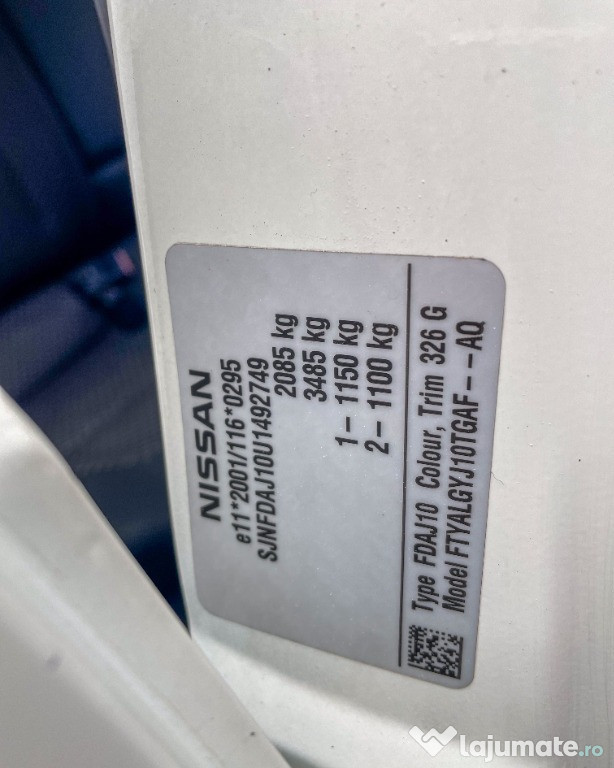 NISSAN
e11*2001/116*0295
SJNFDAJ10U1492749
2085 kg
3485 kg
1– 1150 kg
2– 1100 kg
Type FDAJ10 Colour, Trim 326 G
Model FTYALGYJ10TGAF – – AQ
lajumate.ro